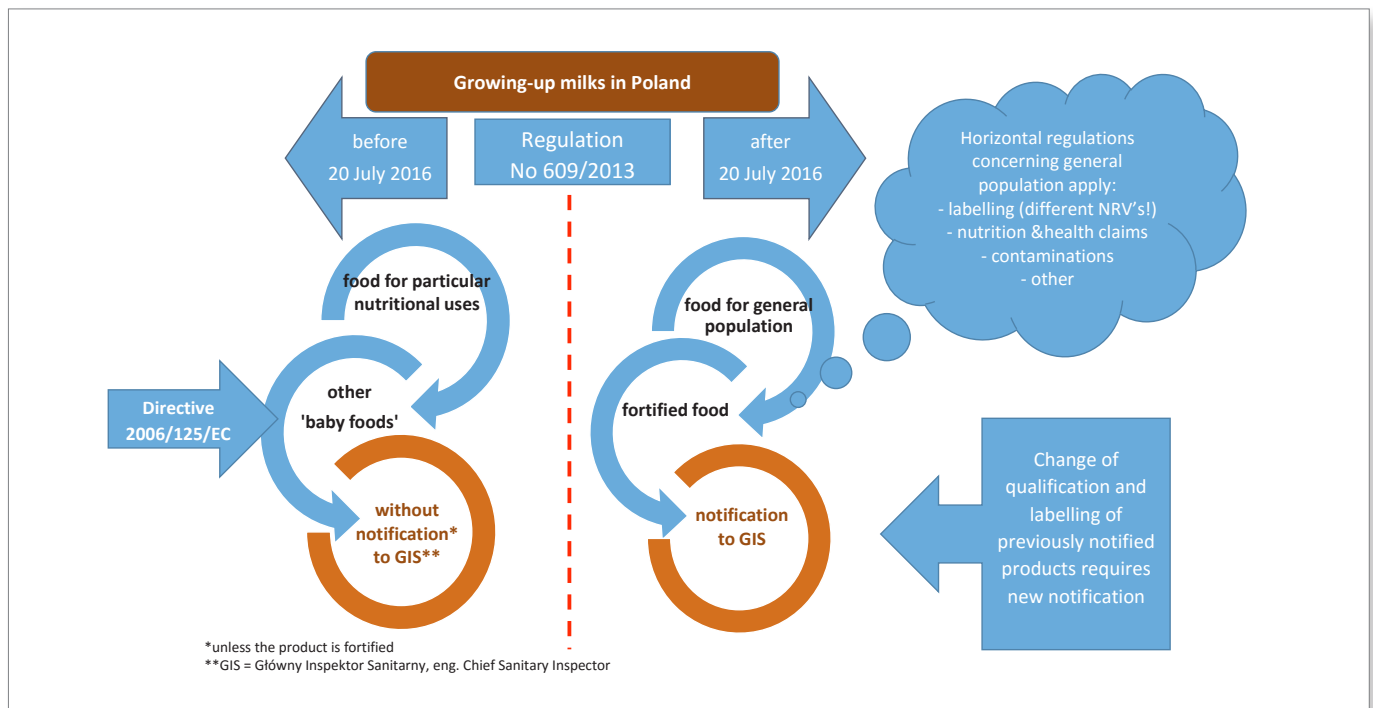 Growing-up milks in Poland
before
20 July 2016
Regulation
No 609/2013
after
20 July 2016
Horizontal regulations
concerning general
population apply:
- labelling (different NRV's!)
- nutrition &health claims
- contaminations
- other
food for particular
nutritional uses
other
'baby foods'
without
notification*
to GIS**
Directive
2006/125/EC
food for general
population
fortified food
notification
to GIS
Change of
qualification and
labelling of
previously notified
products requires
new notification
*unless the product is fortified
**GIS = Główny Inspektor Sanitarny, eng. Chief Sanitary Inspector